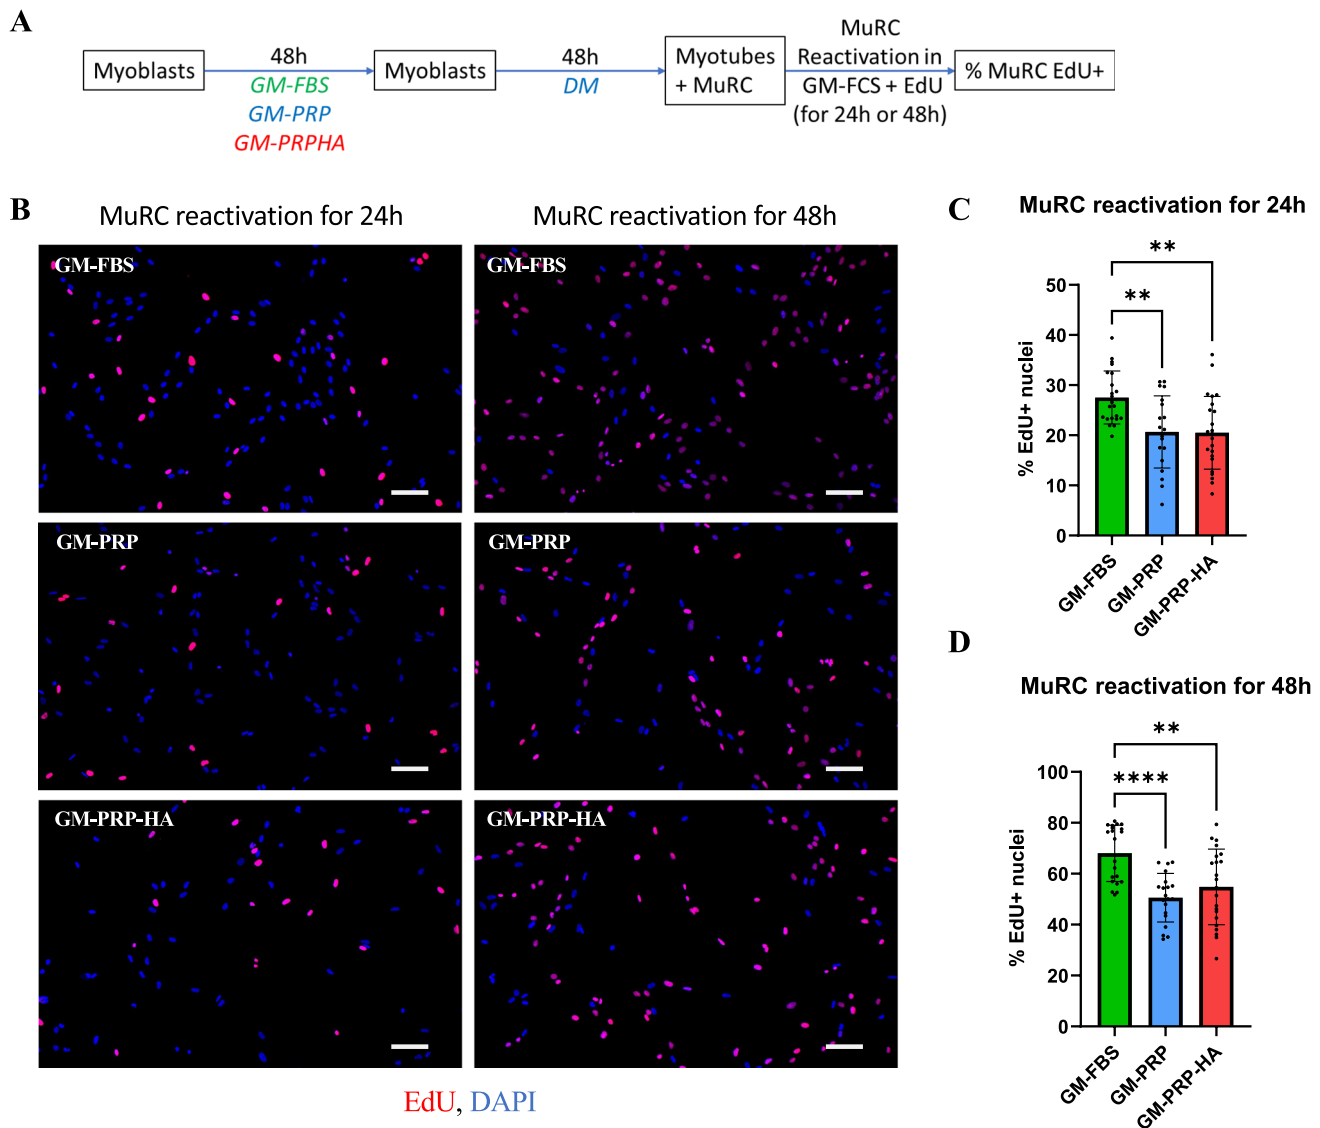 A
Myoblasts
48h
GM-FBS
GM-PRP
GM-PRPHA
Myoblasts
48h
DM
Myotubes
+ MuRC
MuRC
Reactivation in
GM-FCS + EdU
(for 24h or 48h)
% MuRC EdU+
B
MuRC reactivation for 24h
MuRC reactivation for 48h
GM-FBS
GM-FBS
GM-PRP
GM-PRP
GM-PRP-HA
GM-PRP-HA
EdU, DAPI
C
MuRC reactivation for 24h
**
**
% EdU+ nuclei
50
40
30
20
10
0
GM-FBS
GM-PRP
GM-PRP-HA
D
MuRC reactivation for 48h
**
****
% EdU+ nuclei
100
80
60
40
20
0
GM-FBS
GM-PRP
GM-PRP-HA